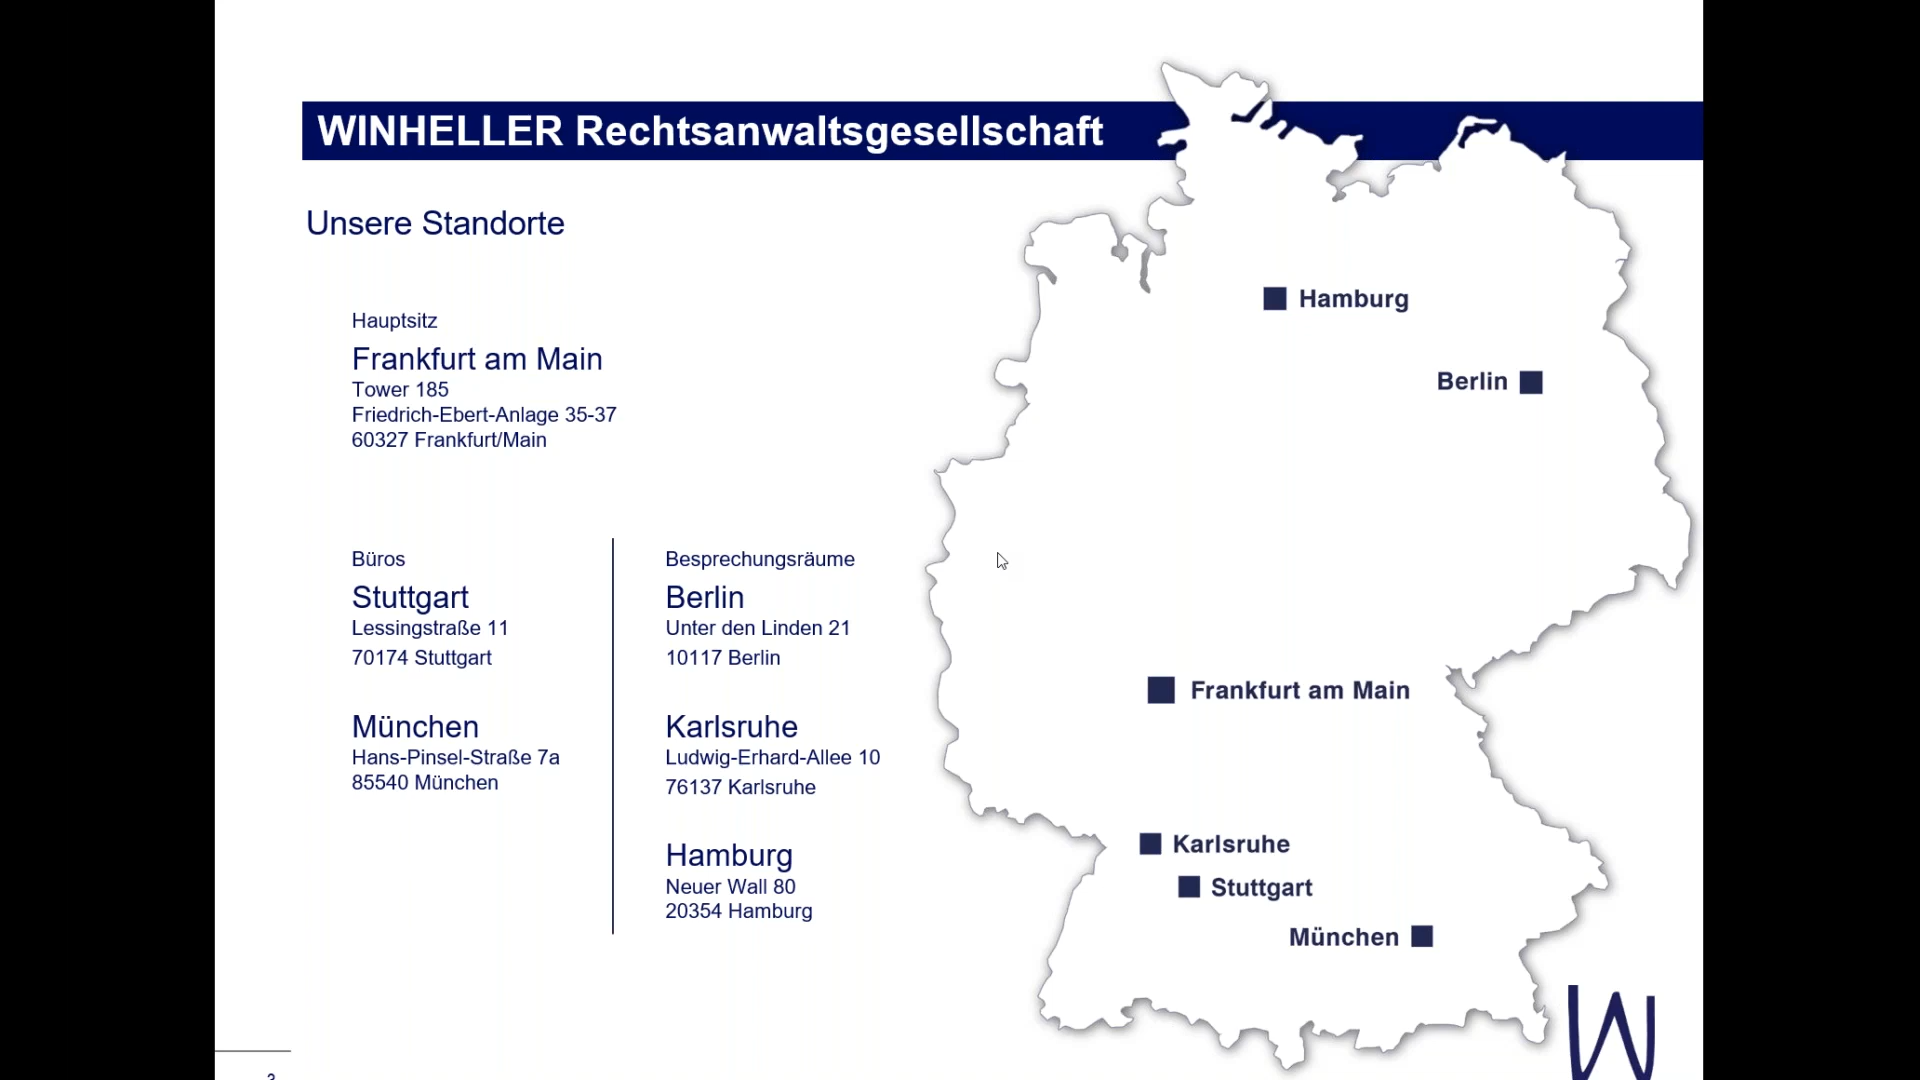 WINHELLER Rechtsanwaltsgesellschaft
Unsere Standorte
Hauptsitz
Frankfurt am Main
Tower 185
Friedrich-Ebert-Anlage 35-37
60327 Frankfurt/Main
Büros
Stuttgart
Lessingstraße 11
70174 Stuttgart
München
Hans-Pinsel-Straße 7a
85540 München
Besprechungsräume
Berlin
Unter den Linden 21
10117 Berlin
Karlsruhe
Ludwig-Erhard-Allee 10
76137 Karlsruhe
Hamburg
Neuer Wall 80
20354 Hamburg
Hamburg
Berlin
Frankfurt am Main
Karlsruhe
Stuttgart
München
W